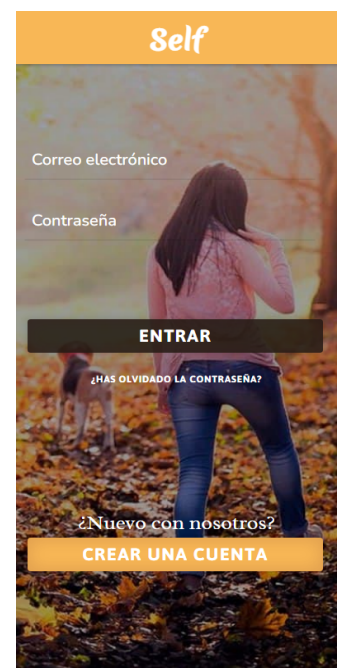 Self
Correo electrónico
Contraseña
ENTRAR
¿HAS OLVIDADO LA CONTRASEÑA?
¿Nuevo con nosotros?
CREAR UNA CUENTA